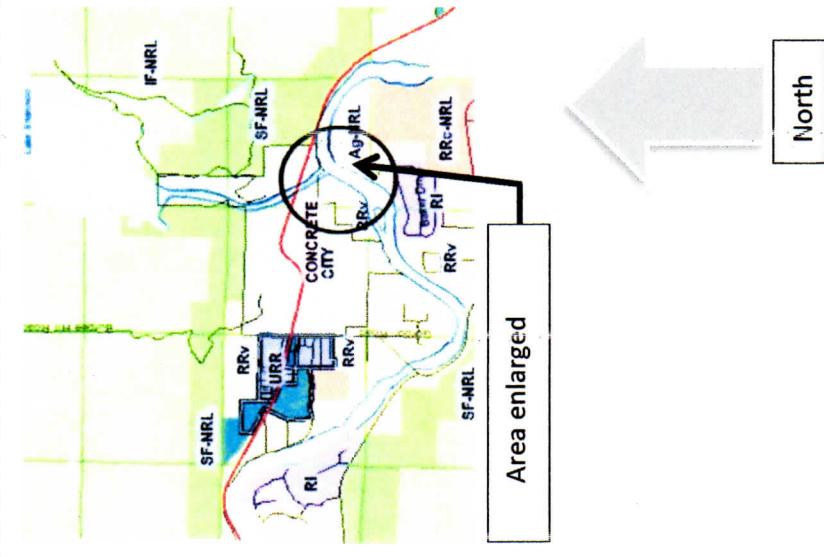 IF-NRL
SF-NRL
Ag-NRL
RRc-NRL
CONCRETE
CITY
RRv
RI
RRv
RRv
URR
RRv
SF-NRL
SF-NRL
RI
Area enlarged
North